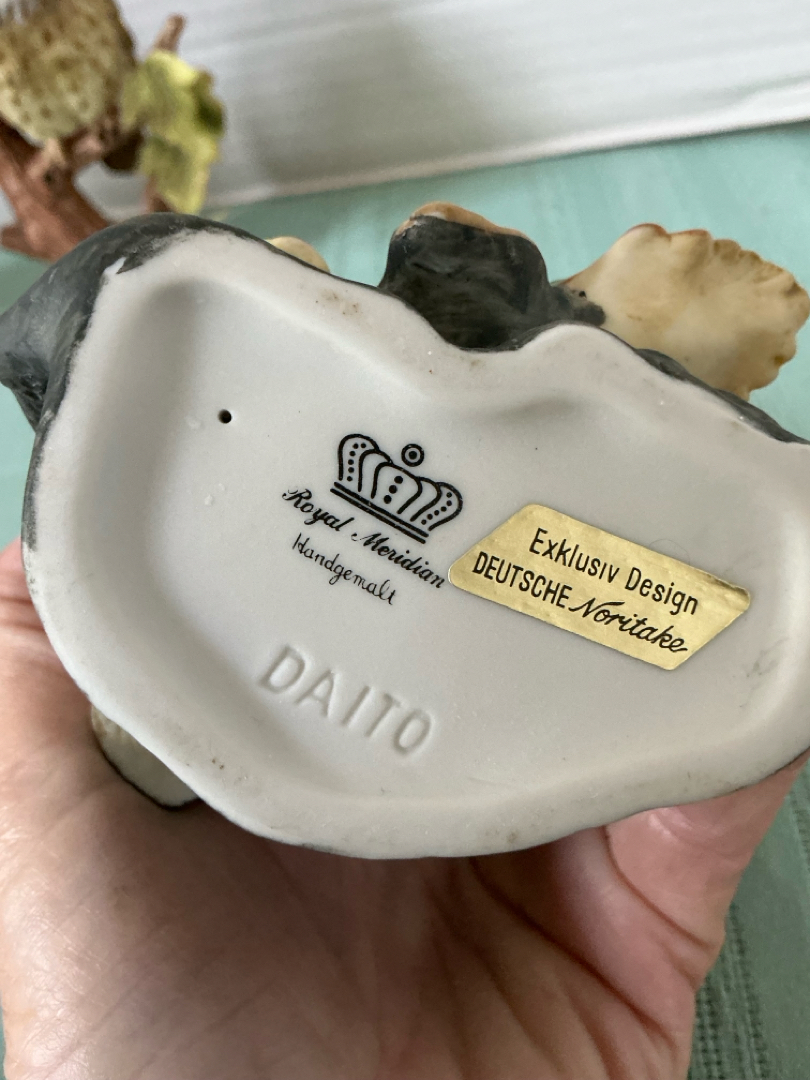 Royal Meridian
Handgemalt
Exklusiv Design
DEUTSCHE Noritake
DAITO